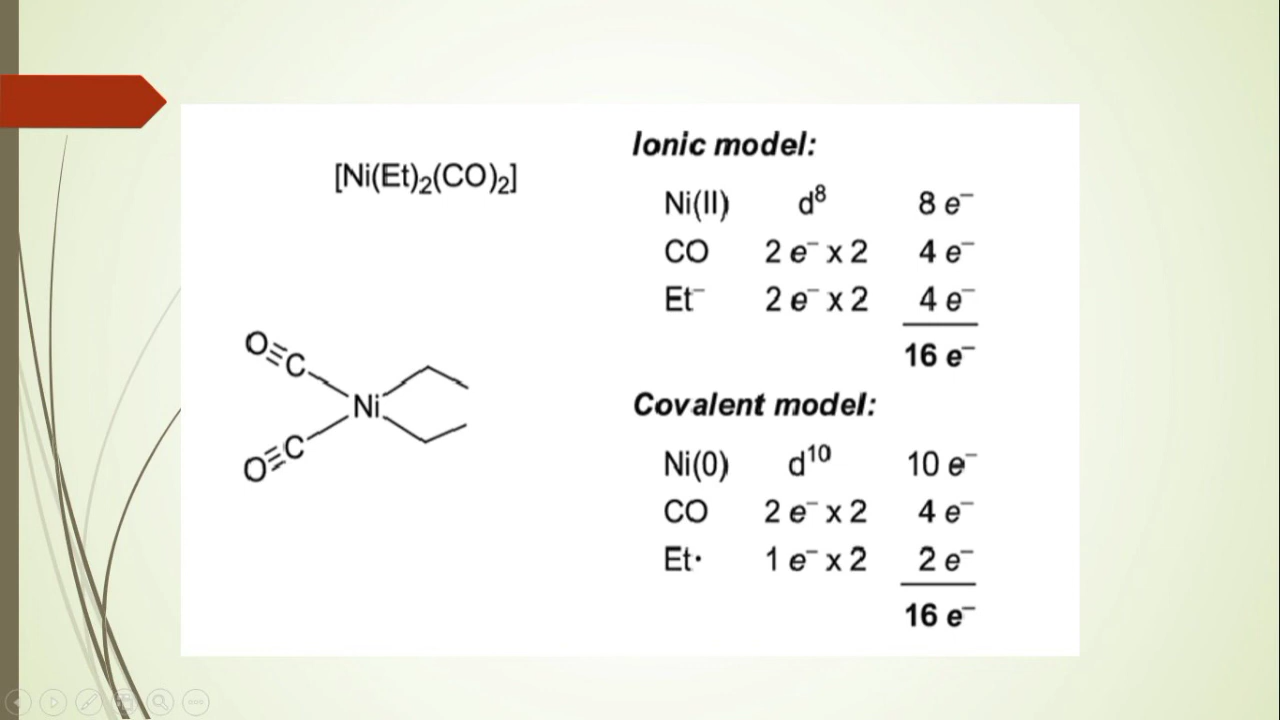 [Ni(Et)₂(CO)₂]
O≡C
Ni
O≡C
Ionic model:
Ni(II) d⁸ 8 e⁻
CO 2 e⁻ x 2 4 e⁻
Et⁻ 2 e⁻ x 2 4 e⁻
16 e⁻
Covalent model:
Ni(0) d¹⁰ 10 e⁻
CO 2 e⁻ x 2 4 e⁻
Et· 1 e⁻ x 2 2 e⁻
16 e⁻